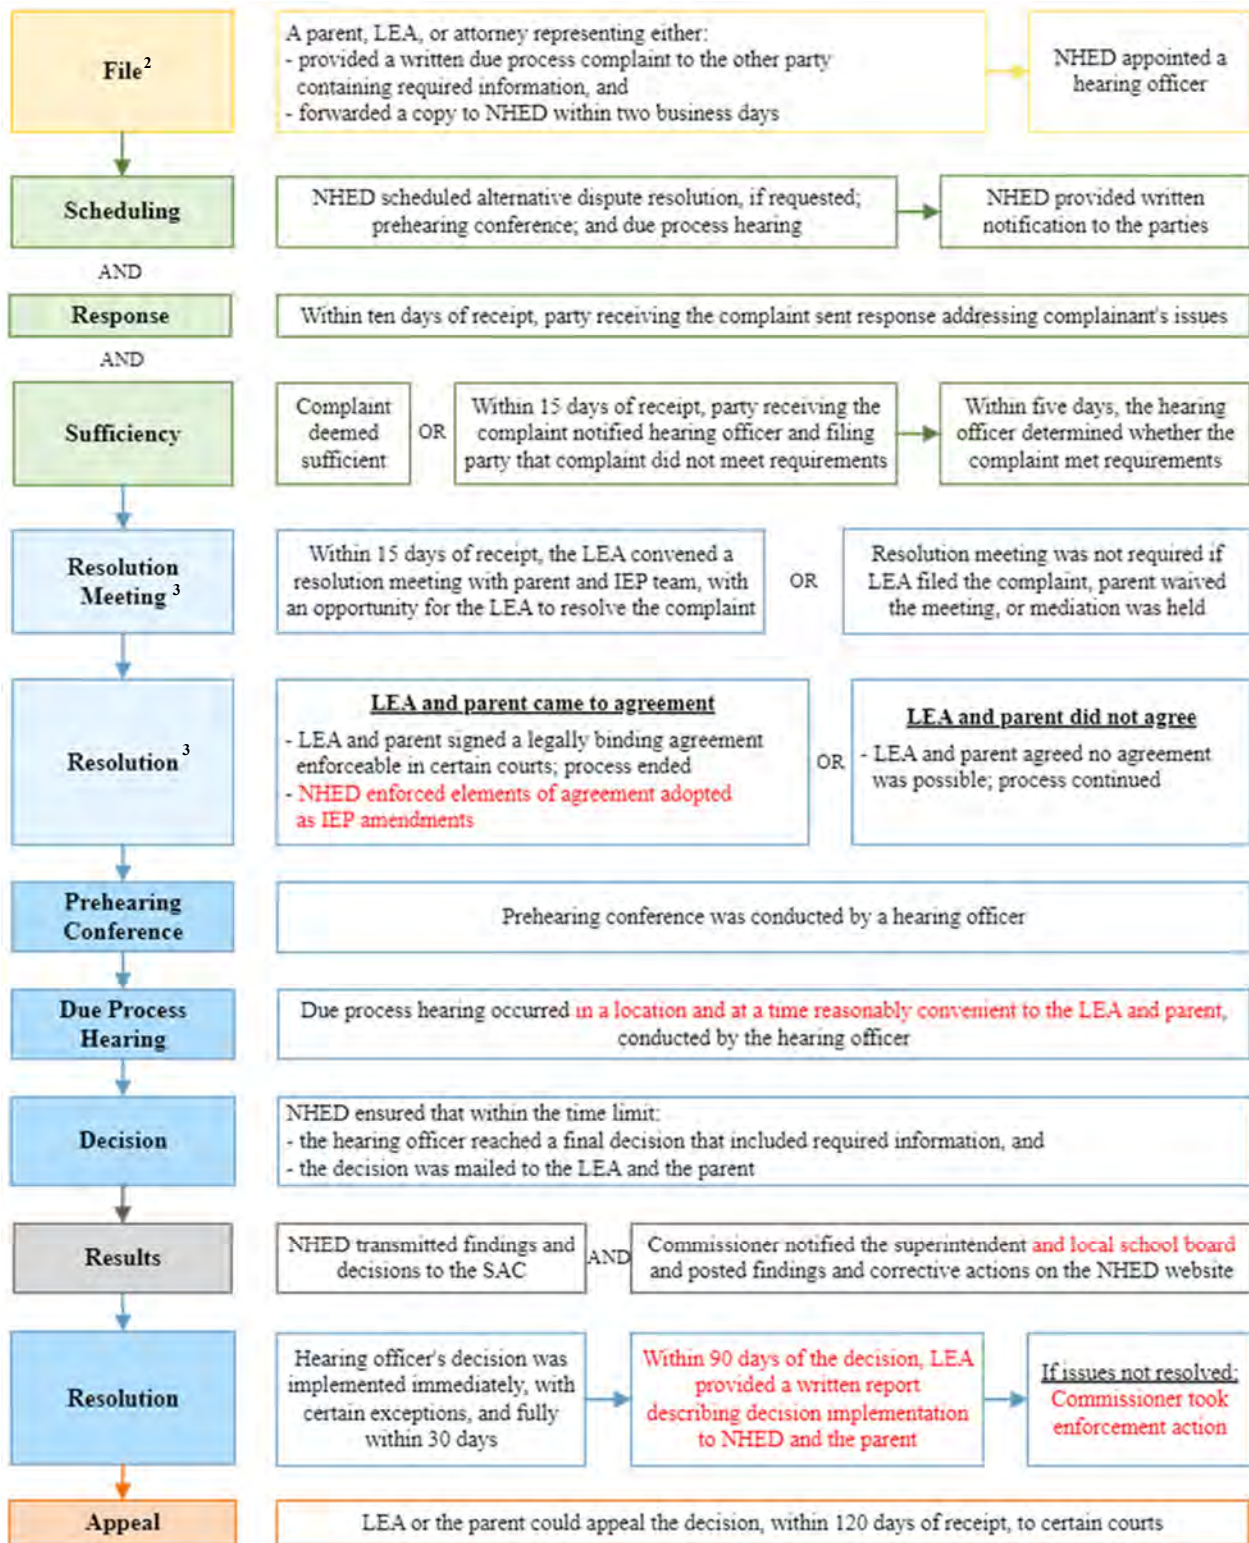 File2
A parent, LEA, or attorney representing either:
- provided a written due process complaint to the other party
containing required information, and
- forwarded a copy to NHED within two business days
NHED appointed a
hearing officer
Scheduling
NHED scheduled alternative dispute resolution, if requested;
prehearing conference; and due process hearing
NHED provided written
notification to the parties
AND
Response
Within ten days of receipt, party receiving the complaint sent response addressing complainant's issues
AND
Sufficiency
Complaint
deemed
sufficient
OR
Within 15 days of receipt, party receiving the
complaint notified hearing officer and filing
party that complaint did not meet requirements
Within five days, the hearing
officer determined whether the
complaint met requirements
Resolution
Meeting 3
Within 15 days of receipt, the LEA convened a
resolution meeting with parent and IEP team, with
an opportunity for the LEA to resolve the complaint
OR
Resolution meeting was not required if
LEA filed the complaint, parent waived
the meeting, or mediation was held
Resolution3
LEA and parent came to agreement
- LEA and parent signed a legally binding agreement
enforceable in certain courts; process ended
- NHED enforced elements of agreement adopted
as IEP amendments
OR
LEA and parent did not agree
- LEA and parent agreed no agreement
was possible; process continued
Prehearing
Conference
Prehearing conference was conducted by a hearing officer
Due Process
Hearing
Due process hearing occurred in a location and at a time reasonably convenient to the LEA and parent,
conducted by the hearing officer
Decision
NHED ensured that within the time limit:
- the hearing officer reached a final decision that included required information, and
- the decision was mailed to the LEA and the parent
Results
NHED transmitted findings and
decisions to the SAC
AND
Commissioner notified the superintendent and local school board
and posted findings and corrective actions on the NHED website
Resolution
Hearing officer's decision was
implemented immediately, with
certain exceptions, and fully
within 30 days
Within 90 days of the decision, LEA
provided a written report
describing decision implementation
to NHED and the parent
If issues not resolved:
Commissioner took
enforcement action
Appeal
LEA or the parent could appeal the decision, within 120 days of receipt, to certain courts